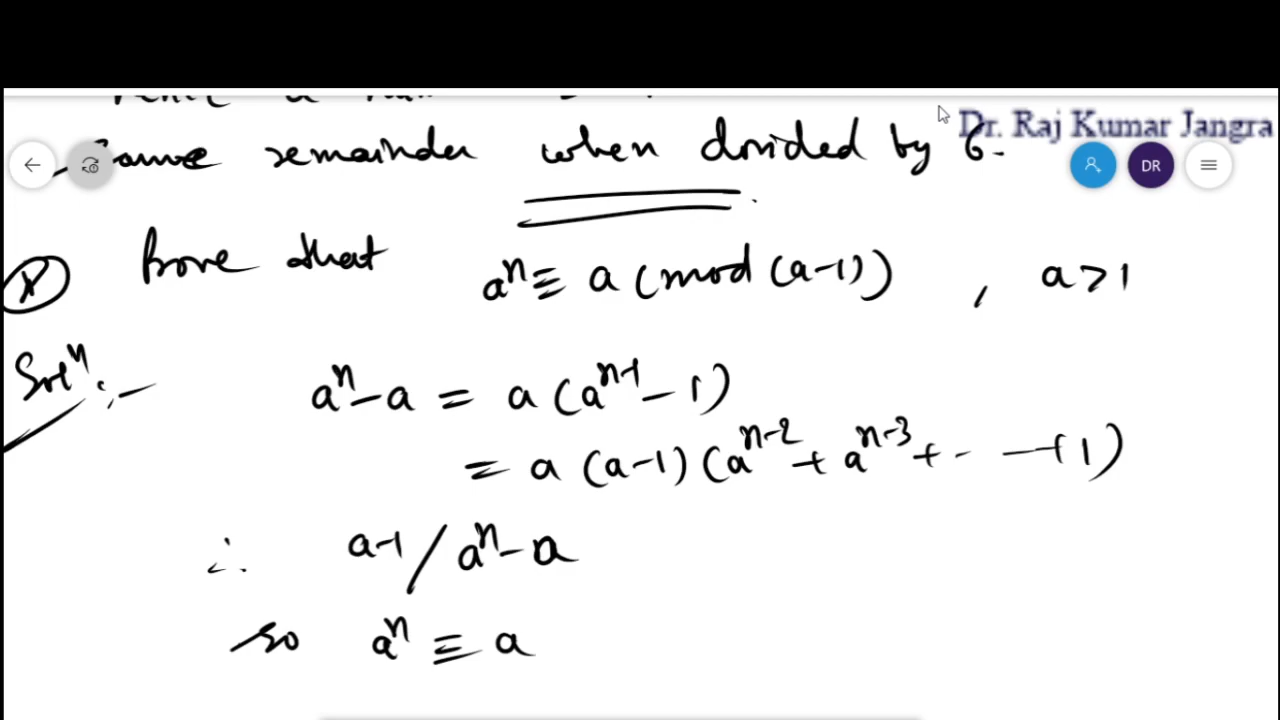 Dr. Raj Kumar Jangra
same remainder when divided by 6.
DR
Prove that aⁿ ≡ a (mod (a-1)) , a > 1
Solⁿ :-
aⁿ - a = a (aⁿ⁻¹ - 1)
= a (a-1) (aⁿ⁻² + aⁿ⁻³ + - - - + 1)
∴ a-1 / aⁿ - a
so aⁿ ≡ a